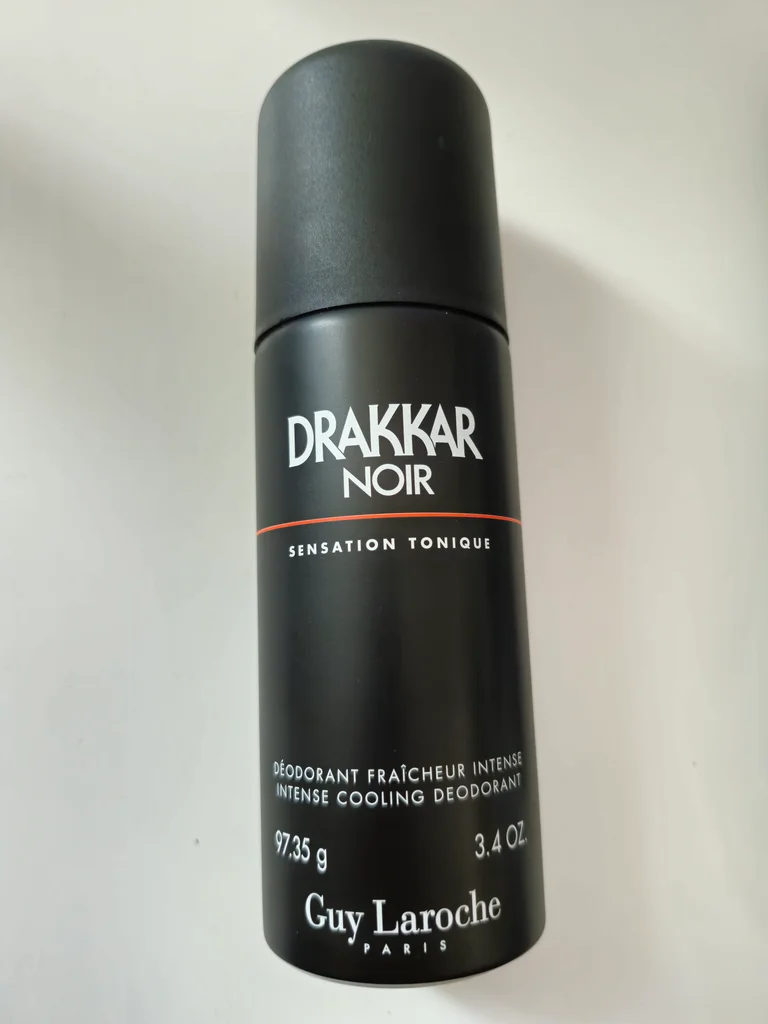 DRAKKAR
NOIR
SENSATION TONIQUE
DÉODORANT FRAÎCHEUR INTENSE
INTENSE COOLING DEODORANT
97.35 g 3.4 OZ.
Guy Laroche
PARIS